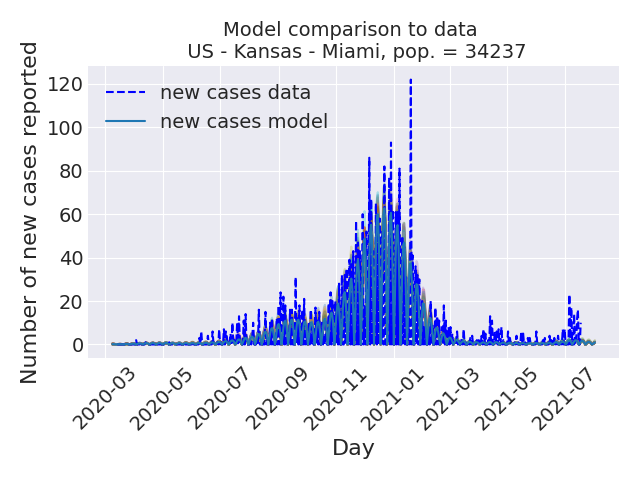 Model comparison to data
US - Kansas - Miami, pop. = 34237
Number of new cases reported
120
100
80
60
40
20
0
new cases data
new cases model
2020-03
2020-05
2020-07
2020-09
2020-11
2021-01
2021-03
2021-05
2021-07
Day